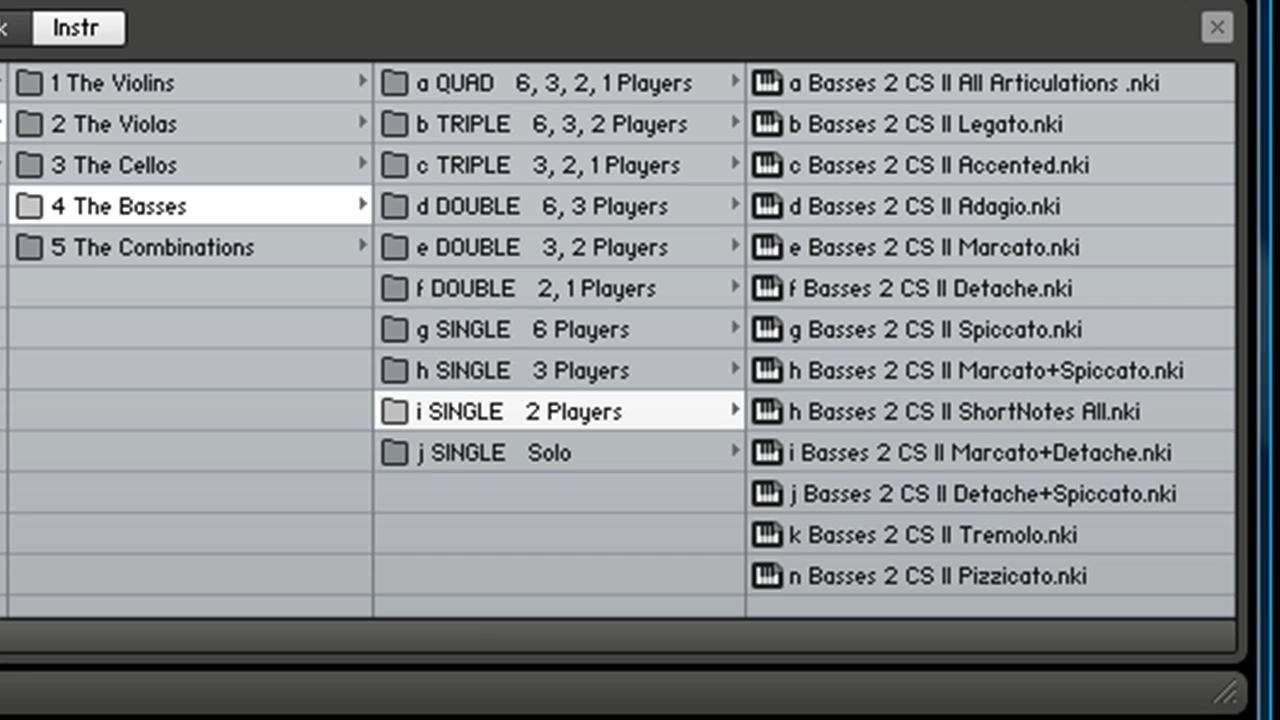 Instr
1 The Violins
2 The Violas
3 The Cellos
4 The Basses
5 The Combinations
a QUAD 6, 3, 2, 1 Players
b TRIPLE 6, 3, 2 Players
c TRIPLE 3, 2, 1 Players
d DOUBLE 6, 3 Players
e DOUBLE 3, 2 Players
f DOUBLE 2, 1 Players
g SINGLE 6 Players
h SINGLE 3 Players
i SINGLE 2 Players
j SINGLE Solo
a Basses 2 CS II All Articulations .nki
b Basses 2 CS II Legato.nki
c Basses 2 CS II Accented.nki
d Basses 2 CS II Adagio.nki
e Basses 2 CS II Marcato.nki
f Basses 2 CS II Detache.nki
g Basses 2 CS II Spiccato.nki
h Basses 2 CS II Marcato+Spiccato.nki
h Basses 2 CS II ShortNotes All.nki
i Basses 2 CS II Marcato+Detache.nki
j Basses 2 CS II Detache+Spiccato.nki
k Basses 2 CS II Tremolo.nki
n Basses 2 CS II Pizzicato.nki